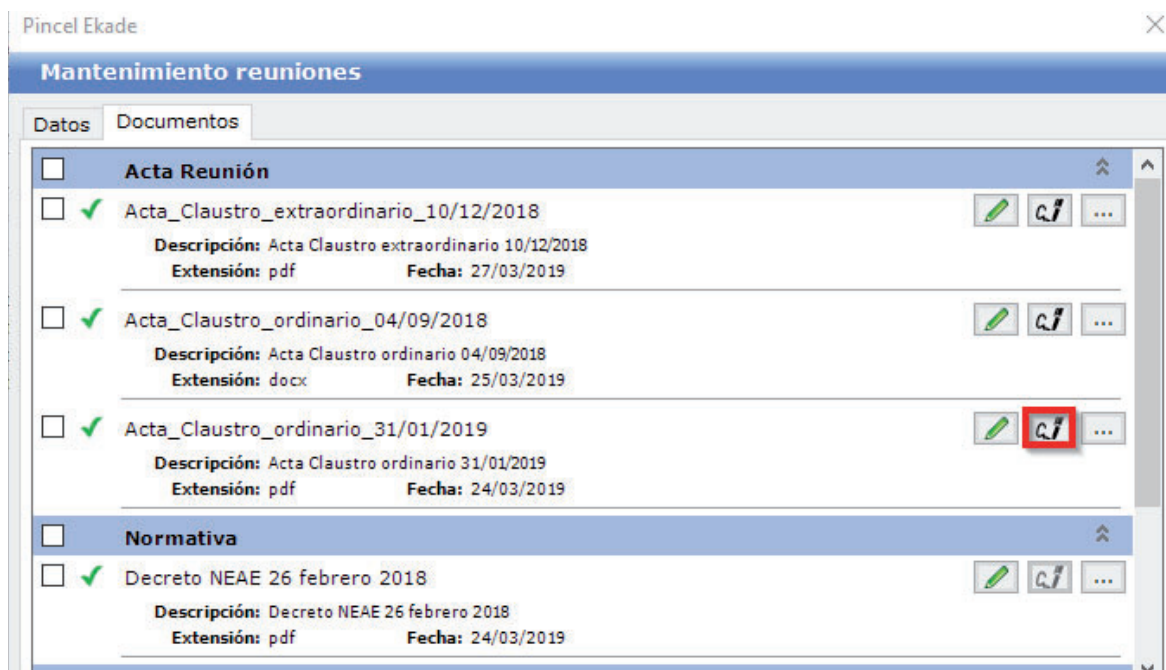 Pincel Ekade
Mantenimiento reuniones
Datos Documentos
Acta Reunión
Acta_Claustro_extraordinario_10/12/2018
...
Descripción: Acta Claustro extraordinario 10/12/2018
Extensión: pdf Fecha: 27/03/2019
Acta_Claustro_ordinario_04/09/2018
...
Descripción: Acta Claustro ordinario 04/09/2018
Extensión: docx Fecha: 25/03/2019
Acta_Claustro_ordinario_31/01/2019
...
Descripción: Acta Claustro ordinario 31/01/2019
Extensión: pdf Fecha: 24/03/2019
Normativa
Decreto NEAE 26 febrero 2018
...
Descripción: Decreto NEAE 26 febrero 2018
Extensión: pdf Fecha: 24/03/2019